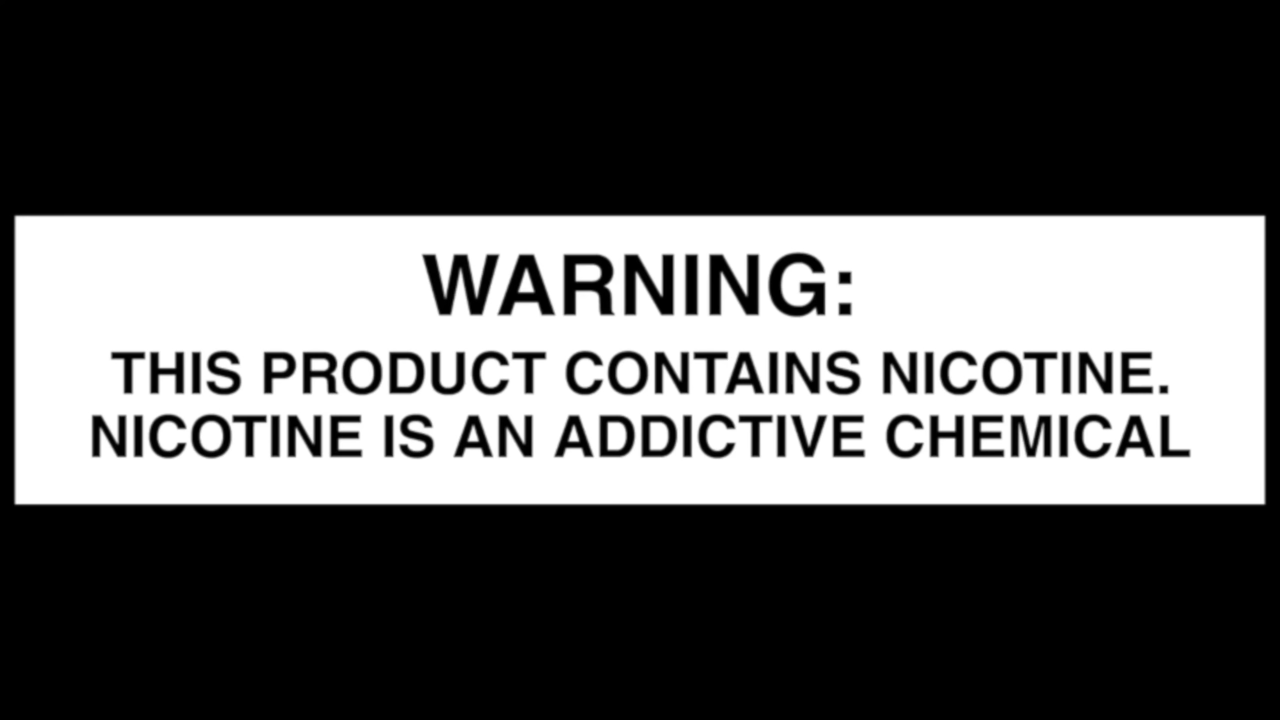 WARNING:
THIS PRODUCT CONTAINS NICOTINE.
NICOTINE IS AN ADDICTIVE CHEMICAL